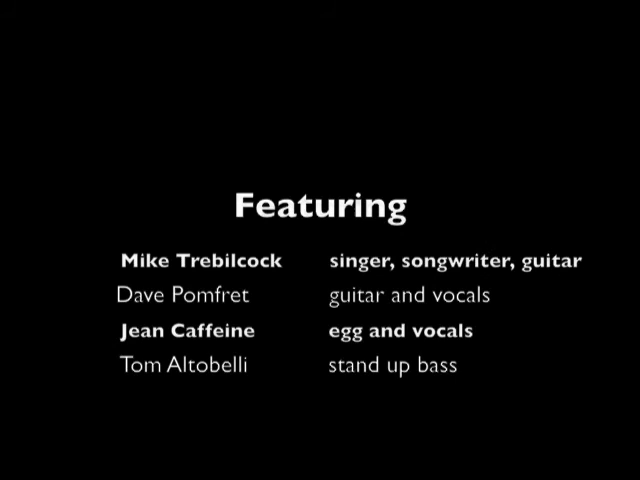 Featuring
Mike Trebilcock singer, songwriter, guitar
Dave Pomfret guitar and vocals
Jean Caffeine egg and vocals
Tom Altobelli stand up bass